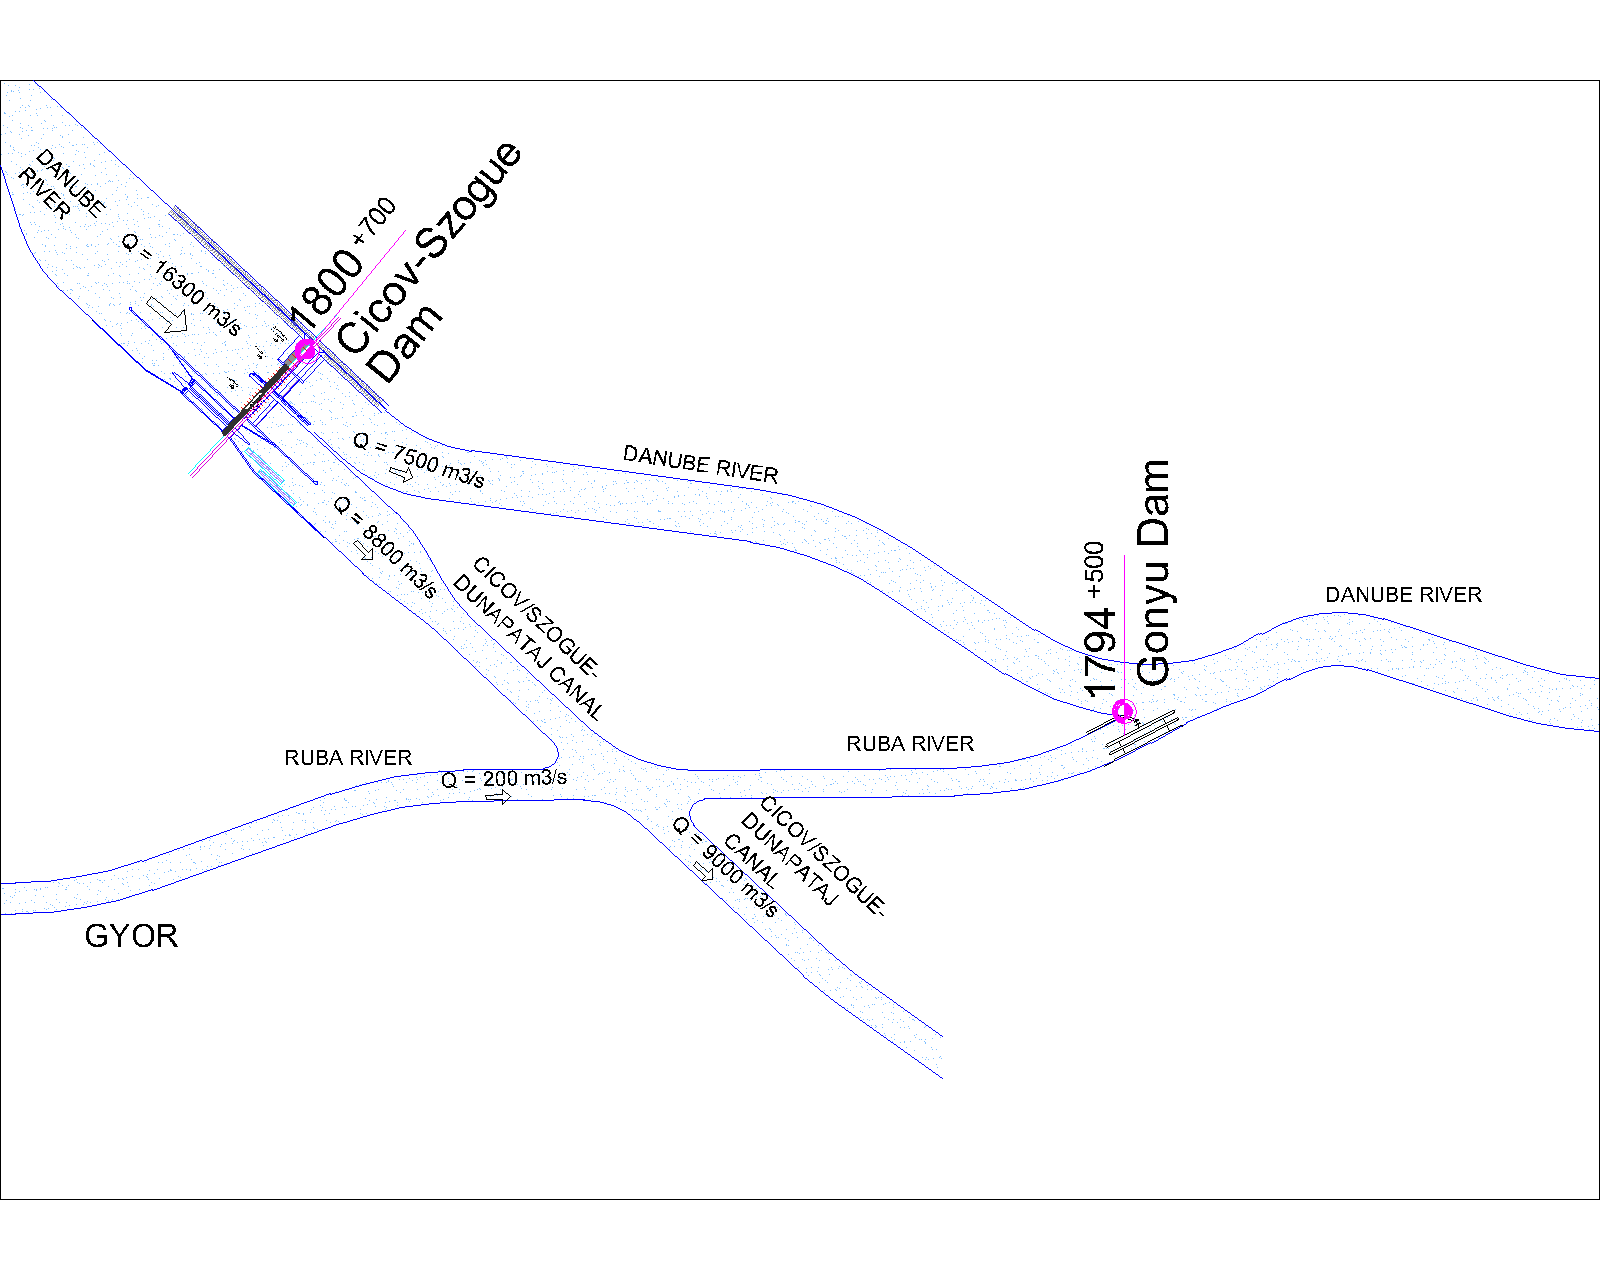 DANUBE
RIVER
Q = 16300 m3/s
1800 +700
Cicov-Szogue
Dam
Q = 7500 m3/s
DANUBE RIVER
Q = 8800 m3/s
CICOV/SZOGUE-
DUNAPATAJ CANAL
1794 +500
Gonyu Dam
DANUBE RIVER
RUBA RIVER
Q = 200 m3/s
RUBA RIVER
CICOV/SZOGUE-
DUNAPATAJ
CANAL
Q = 9000 m3/s
GYOR